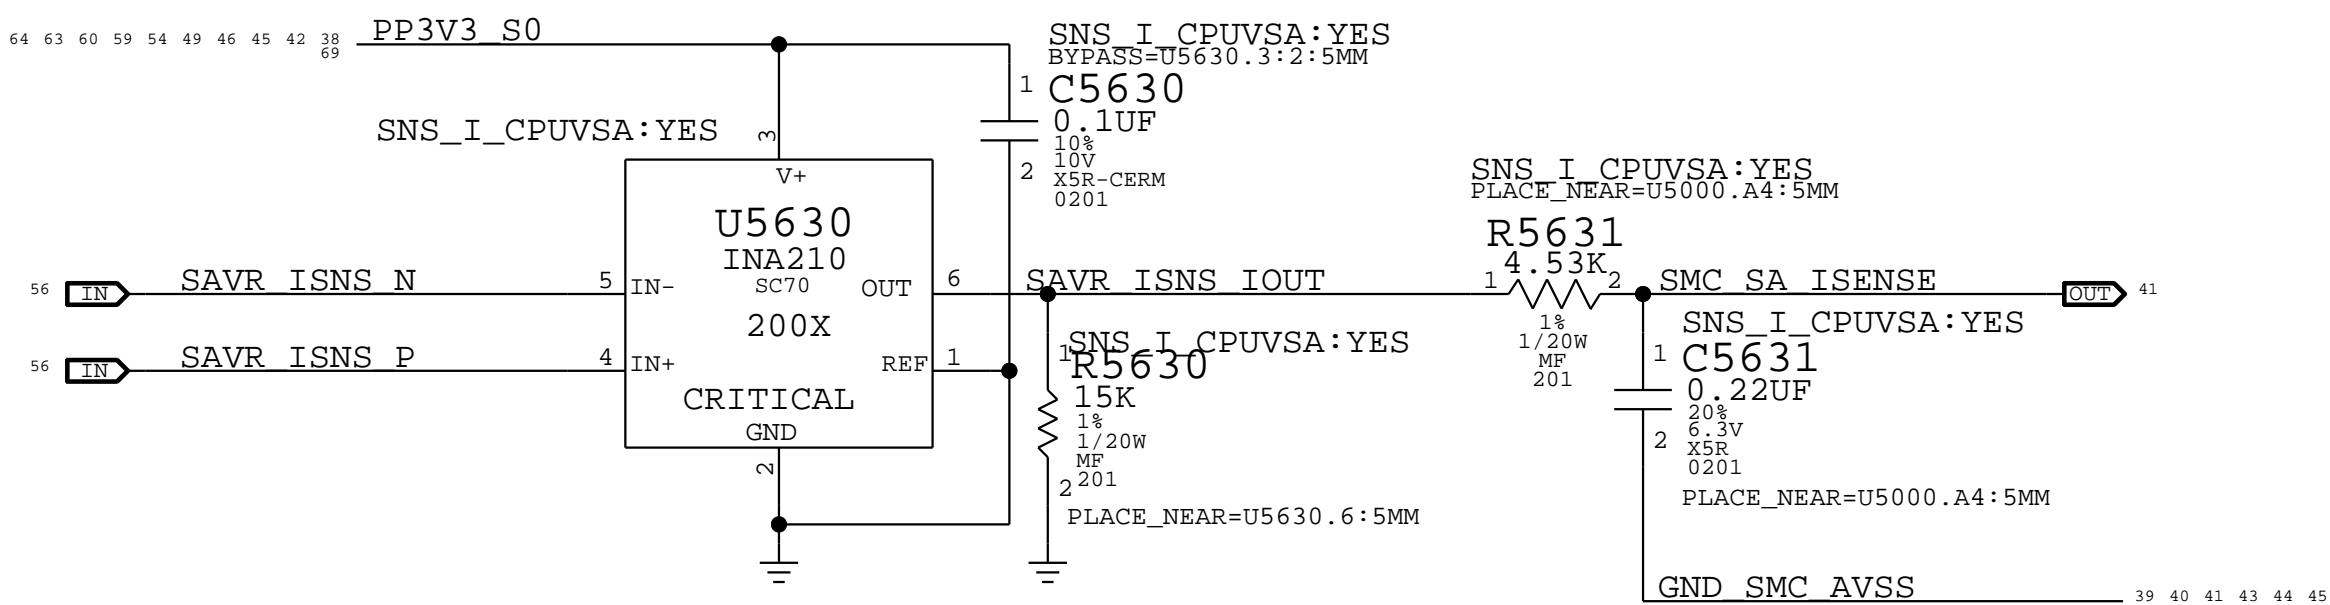 64 63 60 59 54 49 46 45 42 38
69
PP3V3_S0
SNS_I_CPUVSA:YES
BYPASS=U5630.3:2:5MM
1
C5630
0.1UF
10%
10V
X5R-CERM
0201
2
SNS_I_CPUVSA:YES
3
V+
U5630
INA210
SC70
200X
CRITICAL
GND
2
56 IN SAVR_ISNS_N 5 IN-
56 IN SAVR_ISNS_P 4 IN+
OUT 6 SAVR_ISNS_IOUT
REF 1
SNS_I_CPUVSA:YES
1
R5630
15K
1%
1/20W
MF
201
2
PLACE_NEAR=U5630.6:5MM
SNS_I_CPUVSA:YES
PLACE_NEAR=U5000.A4:5MM
R5631
4.53K
1 2
1%
1/20W
MF
201
SMC_SA_ISENSE OUT 41
SNS_I_CPUVSA:YES
1
C5631
0.22UF
20%
6.3V
X5R
0201
2
PLACE_NEAR=U5000.A4:5MM
GND_SMC_AVSS 39 40 41 43 44 45